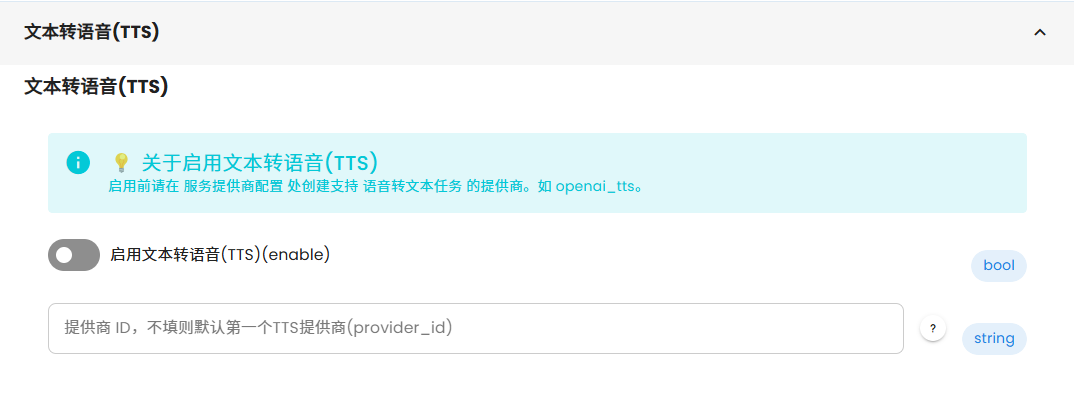 文本转语音(TTS)
文本转语音(TTS)
💡 关于启用文本转语音(TTS)
启用前请在 服务提供商配置 处创建支持 语音转文本任务 的提供商。如 openai_tts。
启用文本转语音(TTS)(enable)
bool
提供商 ID，不填则默认第一个TTS提供商(provider_id)
?
string